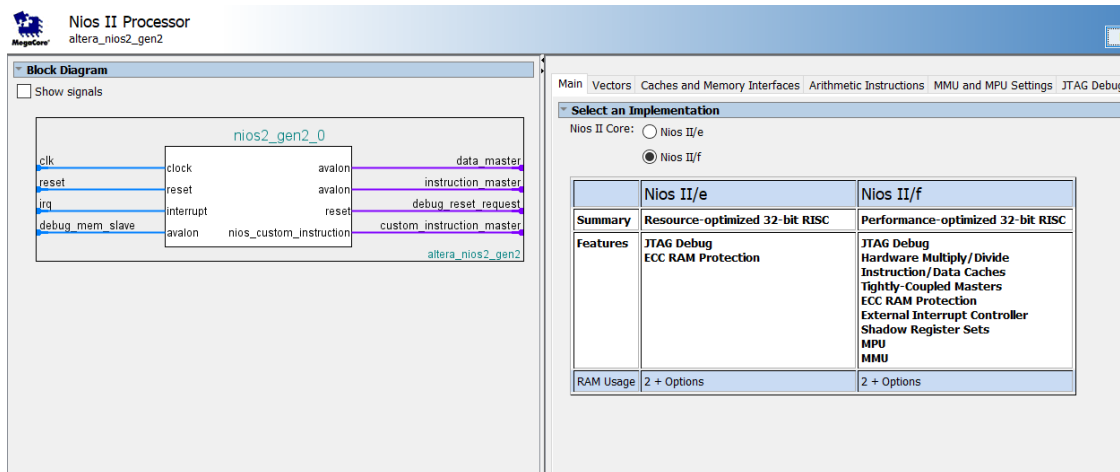 Nios II Processor
altera_nios2_gen2
MegaCore®
Block Diagram
Show signals
nios2_gen2_0
clk
clock
avalon
data_master
reset
reset
avalon
instruction_master
irq
interrupt
reset
debug_reset_request
debug_mem_slave
avalon
nios_custom_instruction
custom_instruction_master
altera_nios2_gen2
Main Vectors Caches and Memory Interfaces Arithmetic Instructions MMU and MPU Settings JTAG Debug
Select an Implementation
Nios II Core: Nios II/e
Nios II/f
Nios II/e Nios II/f
Summary Resource-optimized 32-bit RISC Performance-optimized 32-bit RISC
Features JTAG Debug
ECC RAM Protection
JTAG Debug
Hardware Multiply/Divide
Instruction/Data Caches
Tightly-Coupled Masters
ECC RAM Protection
External Interrupt Controller
Shadow Register Sets
MPU
MMU
RAM Usage 2 + Options 2 + Options